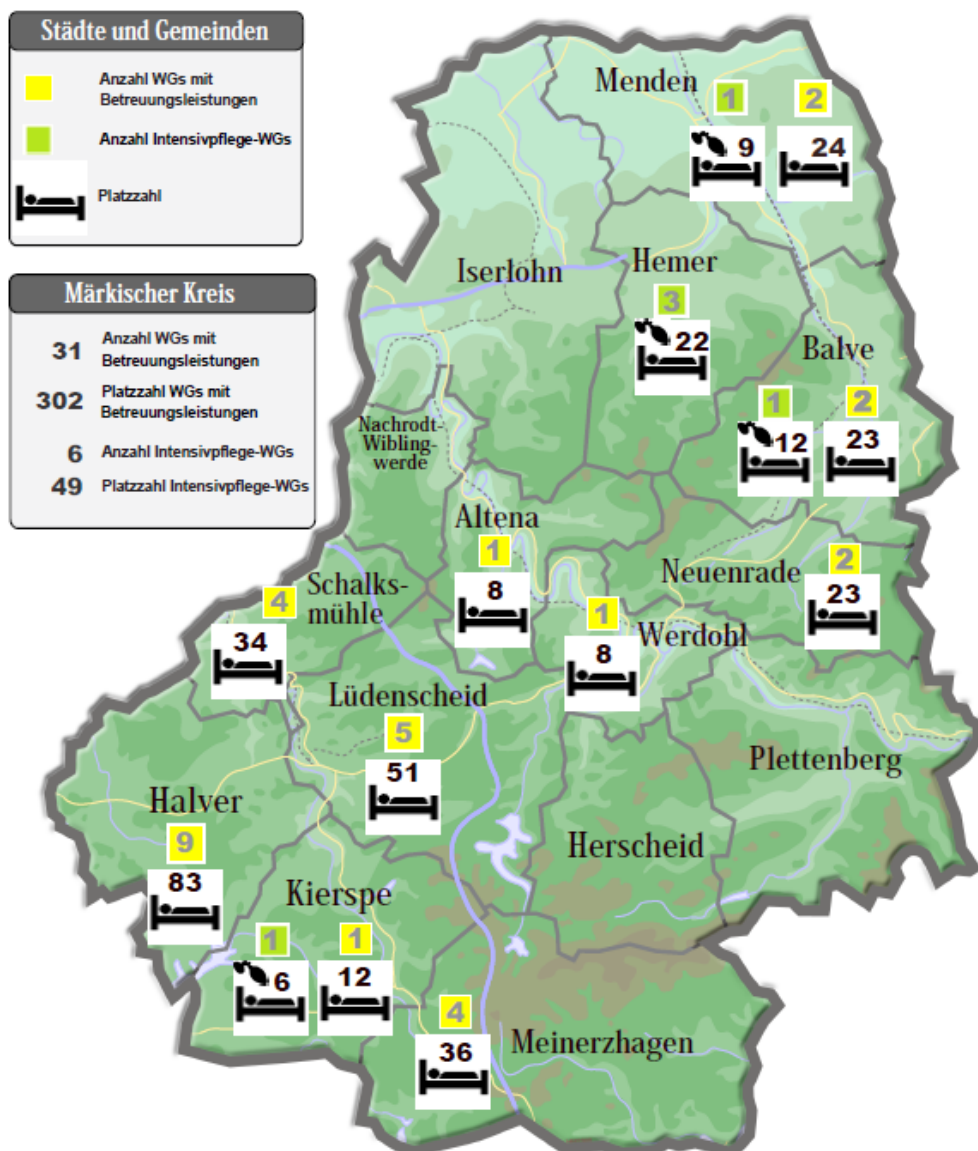 Städte und Gemeinden
Anzahl WGs mit
Betreuungsleistungen
Anzahl Intensivpflege-WGs
Platzzahl
Märkischer Kreis
31 Anzahl WGs mit
Betreuungsleistungen
302 Platzzahl WGs mit
Betreuungsleistungen
6 Anzahl Intensivpflege-WGs
49 Platzzahl Intensivpflege-WGs
Menden
1 2
9 24
Iserlohn
Hemer
3
22
Balve
1 2
12 23
Nachrodt-
Wibling-
werde
Altena
1
8
Neuenrade
2
23
Schalks-
mühle
4
34
1
Werdohl
8
Lüdenscheid
5
51
Plettenberg
Halver
9
83
Herscheid
Kierspe
1 1
6 12
4
Meinerzhagen
36